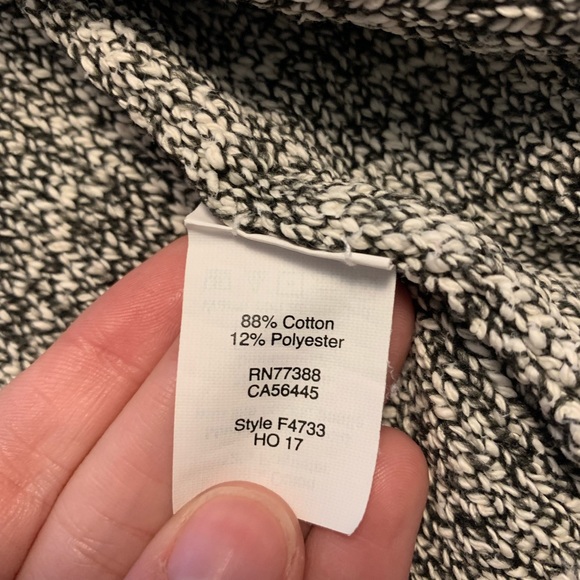 88% Cotton
12% Polyester
RN77388
CA56445
Style F4733
HO 17